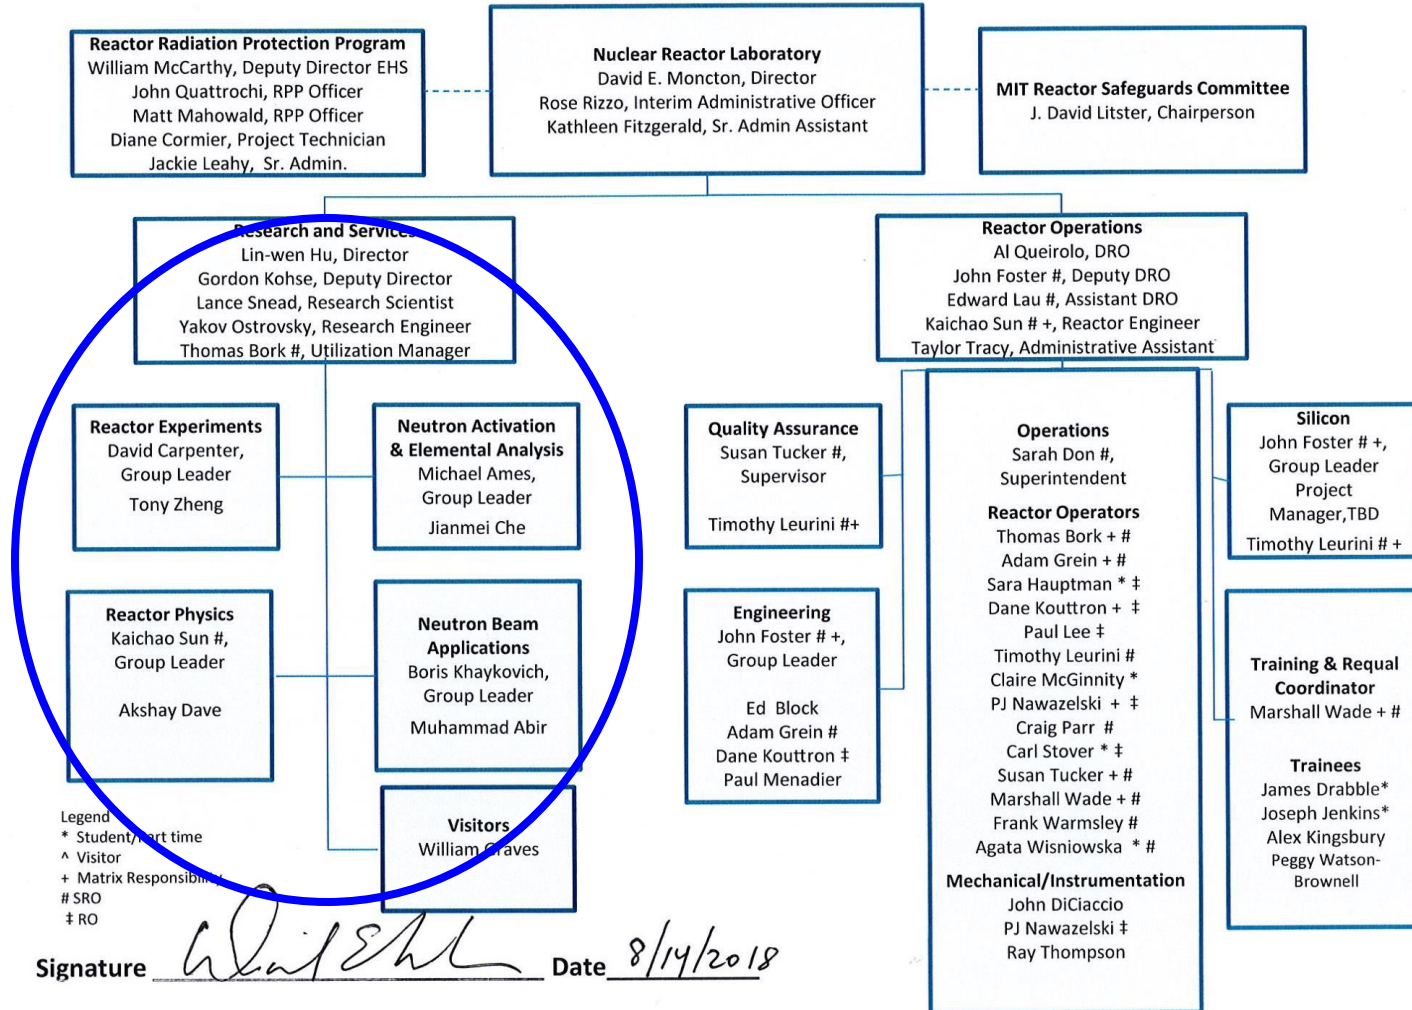 Reactor Radiation Protection Program
William McCarthy, Deputy Director EHS
John Quattrochi, RPP Officer
Matt Mahowald, RPP Officer
Diane Cormier, Project Technician
Jackie Leahy, Sr. Admin.
Nuclear Reactor Laboratory
David E. Moncton, Director
Rose Rizzo, Interim Administrative Officer
Kathleen Fitzgerald, Sr. Admin Assistant
MIT Reactor Safeguards Committee
J. David Litster, Chairperson
Research and Services
Lin-wen Hu, Director
Gordon Kohse, Deputy Director
Lance Snead, Research Scientist
Yakov Ostrovsky, Research Engineer
Thomas Bork #, Utilization Manager
Reactor Operations
Al Queirolo, DRO
John Foster #, Deputy DRO
Edward Lau #, Assistant DRO
Kaichao Sun # +, Reactor Engineer
Taylor Tracy, Administrative Assistant
Reactor Experiments
David Carpenter,
Group Leader
Tony Zheng
Neutron Activation
& Elemental Analysis
Michael Ames,
Group Leader
Jianmei Che
Reactor Physics
Kaichao Sun #,
Group Leader
Akshay Dave
Neutron Beam
Applications
Boris Khaykovich,
Group Leader
Muhammad Abir
Visitors
William Graves
Quality Assurance
Susan Tucker #,
Supervisor
Timothy Leurini #+
Engineering
John Foster # +,
Group Leader
Ed Block
Adam Grein #
Dane Kouttron ‡
Paul Menadier
Operations
Sarah Don #,
Superintendent
Reactor Operators
Thomas Bork + #
Adam Grein + #
Sara Hauptman * ‡
Dane Kouttron + ‡
Paul Lee ‡
Timothy Leurini #
Claire McGinnity *
PJ Nawazelski + ‡
Craig Parr #
Carl Stover * ‡
Susan Tucker + #
Marshall Wade + #
Frank Warmsley #
Agata Wisniowska * #
Mechanical/Instrumentation
John DiCiaccio
PJ Nawazelski ‡
Ray Thompson
Silicon
John Foster # +,
Group Leader
Project
Manager,TBD
Timothy Leurini # +
Training & Requal
Coordinator
Marshall Wade + #
Trainees
James Drabble*
Joseph Jenkins*
Alex Kingsbury
Peggy Watson-
Brownell
Legend
* Student/Part time
^ Visitor
+ Matrix Responsibility
# SRO
‡ RO
Signature
Date 8/14/2018